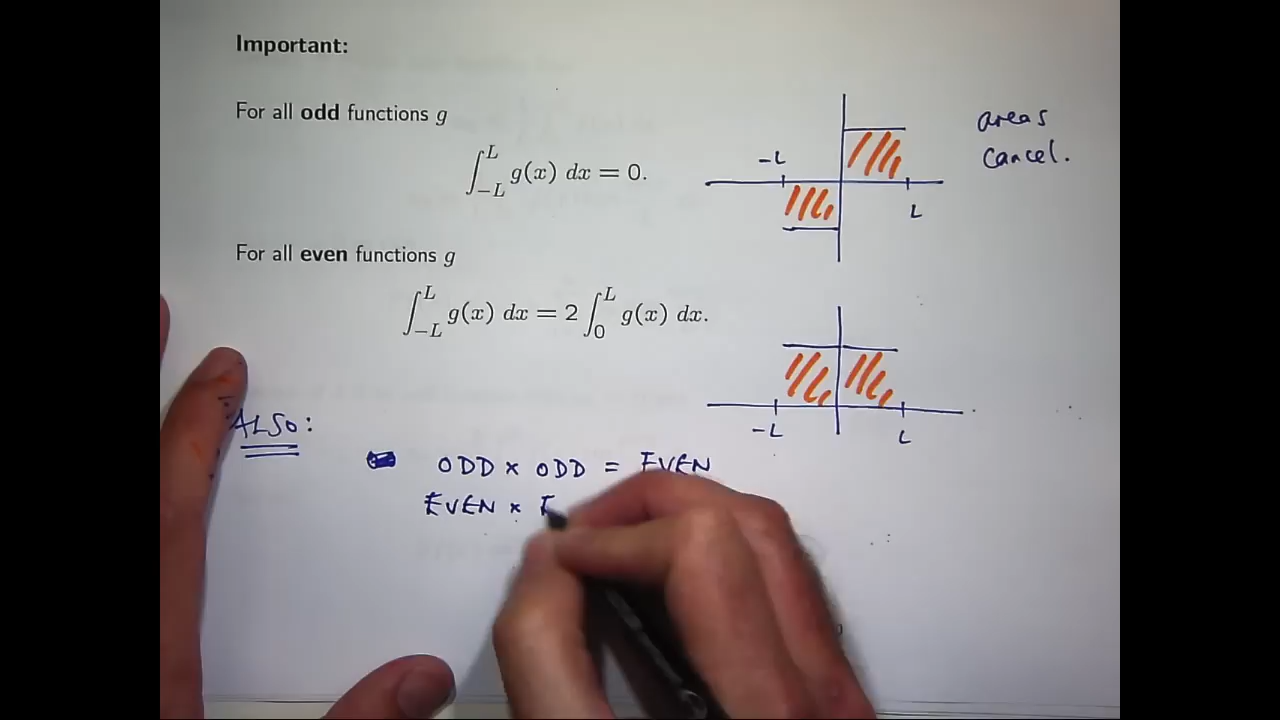 Important:
For all odd functions g
∫_{-L}^{L} g(x) dx = 0.
areas
cancel.
-L
L
For all even functions g
∫_{-L}^{L} g(x) dx = 2 ∫_{0}^{L} g(x) dx.
-L
L
ALSO:
ODD × ODD = EVEN
EVEN ×